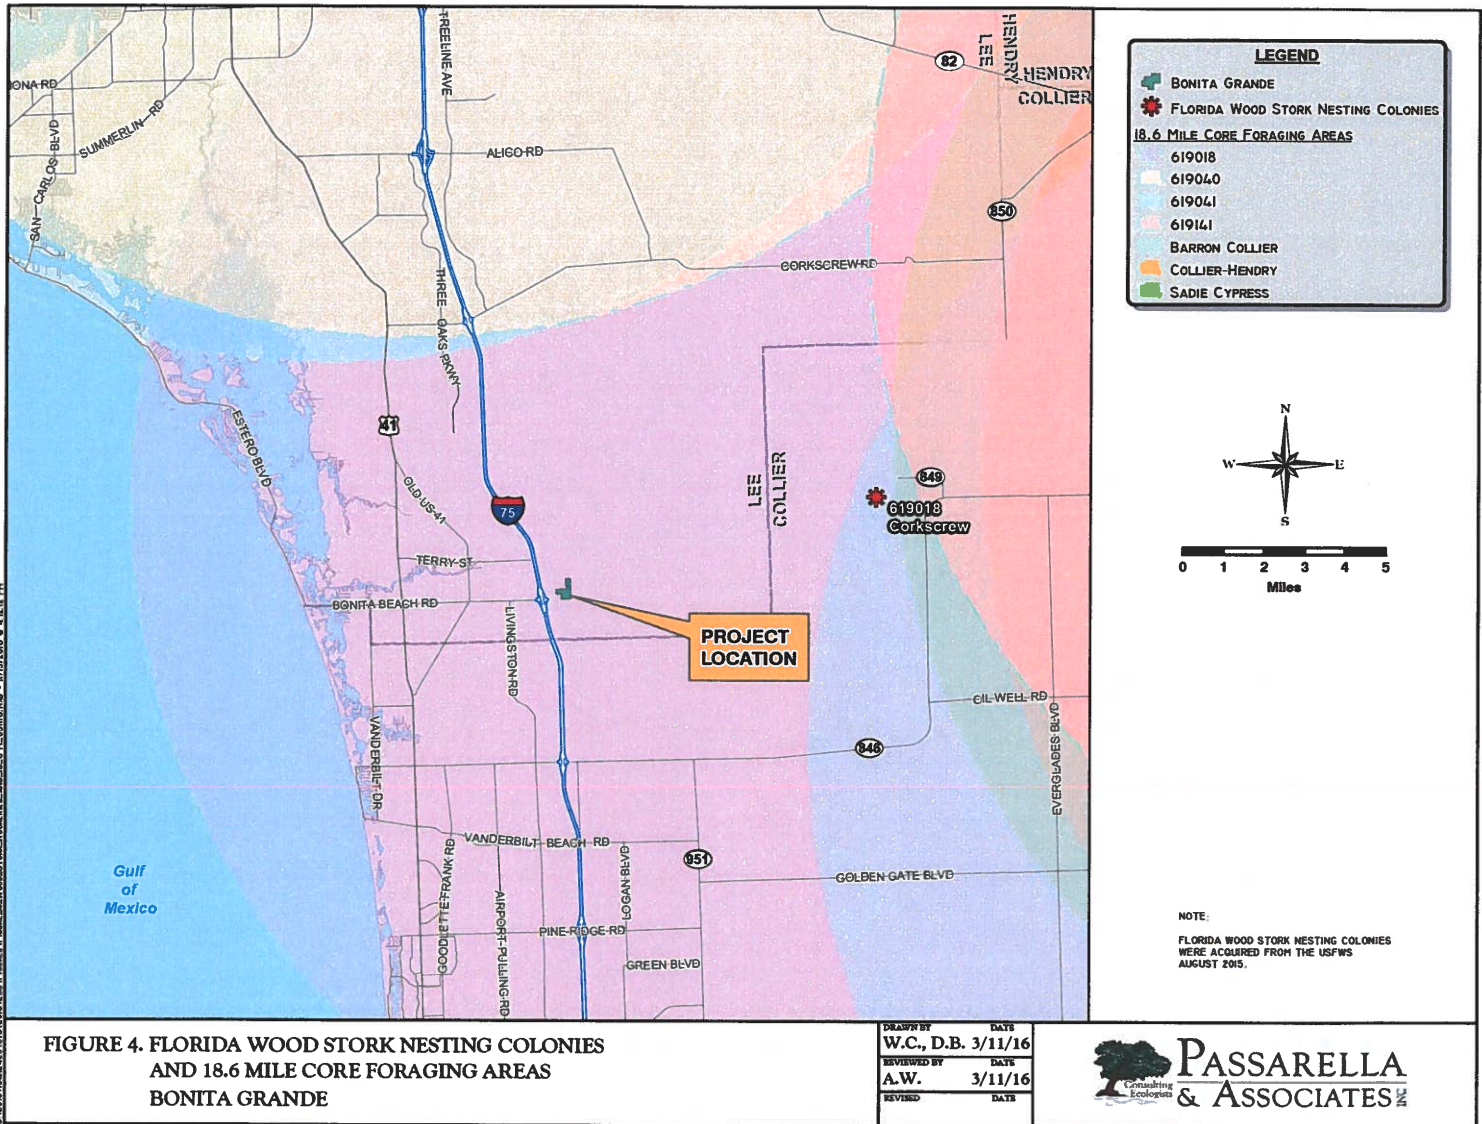 TREELINE AVE
LEE
HENDRY
HENDRY
COLLIER
82
SUMMERLIN RD
SAN CARLOS BLVD
ALICO RD
850
CORKSCREW RD
THREE OAKS PKWY
41
ESTERO BLVD
OLD US 41
75
LEE
COLLIER
849
619018
Corkscrew
TERRY ST
BONITA BEACH RD
LIVINGSTON RD
PROJECT
LOCATION
OIL WELL RD
VANDERBILT DR
846
EVERGLADES BLVD
VANDERBILT BEACH RD
951
GOODLETTE FRANK RD
AIRPORT PULLING RD
LOGAN BLVD
GOLDEN GATE BLVD
PINE RIDGE RD
GREEN BLVD
Gulf
of
Mexico
LEGEND
BONITA GRANDE
FLORIDA WOOD STORK NESTING COLONIES
18.6 MILE CORE FORAGING AREAS
619018
619040
619041
619141
BARRON COLLIER
COLLIER-HENDRY
SADIE CYPRESS
N
W E
S
0 1 2 3 4 5
Miles
NOTE:
FLORIDA WOOD STORK NESTING COLONIES
WERE ACQUIRED FROM THE USFWS
AUGUST 2015.
FIGURE 4. FLORIDA WOOD STORK NESTING COLONIES
AND 18.6 MILE CORE FORAGING AREAS
BONITA GRANDE
DRAWN BY DATE
W.C., D.B. 3/11/16
REVIEWED BY DATE
A.W. 3/11/16
REVISED DATE
Consulting
Ecologists
PASSARELLA
& ASSOCIATES INC